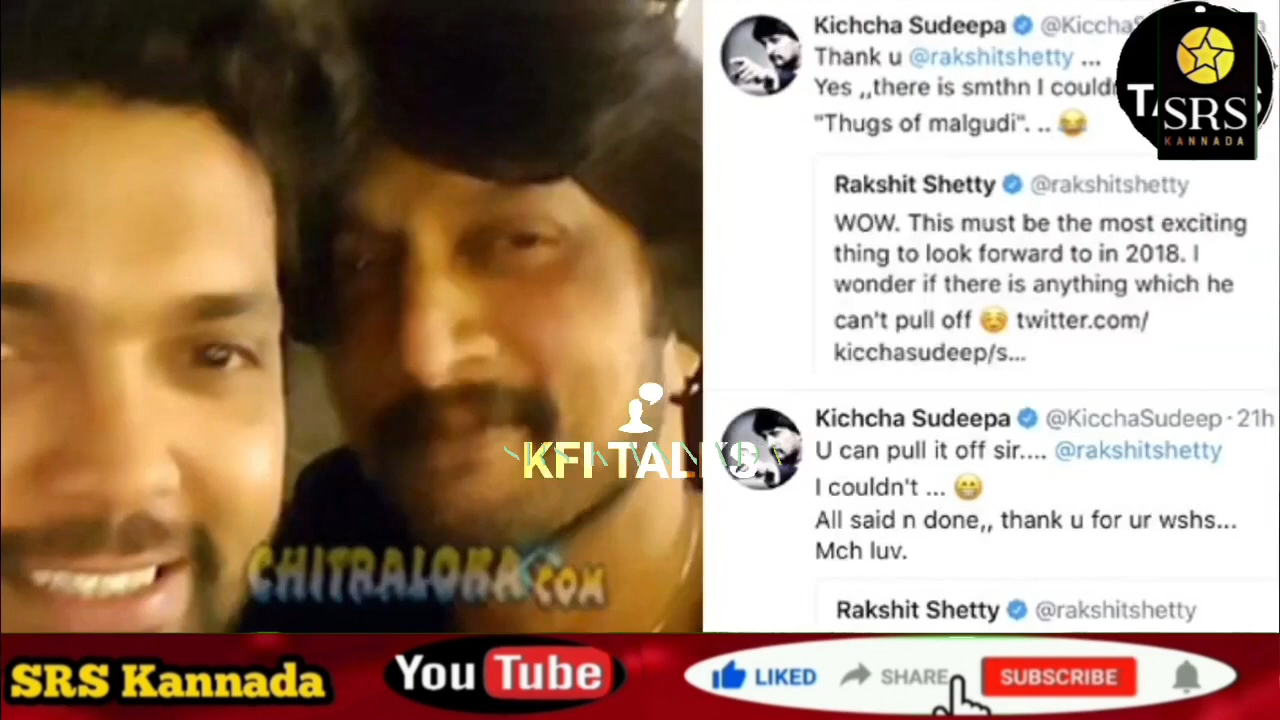 Kichcha Sudeepa @Kiccha
Thank u @rakshitshetty ...
Yes ,,there is smthn I
"Thugs of malgudi". .. 😂
Rakshit Shetty @rakshitshetty
WOW. This must be the most exciting
thing to look forward to in 2018. I
wonder if there is anything which he
can't pull off ☺️ twitter.com/
kicchasudeep/s...
Kichcha Sudeepa @KicchaSudeep · 21h
U can pull it off sir.... @rakshitshetty
I couldn't ... 😁
All said n done,, thank u for ur wshs...
Mch luv.
Rakshit Shetty @rakshitshetty
SRS
KANNADA
KFI TALKS
CHITRALOKA.COM
SRS Kannada
YouTube
LIKED SHARE SUBSCRIBE